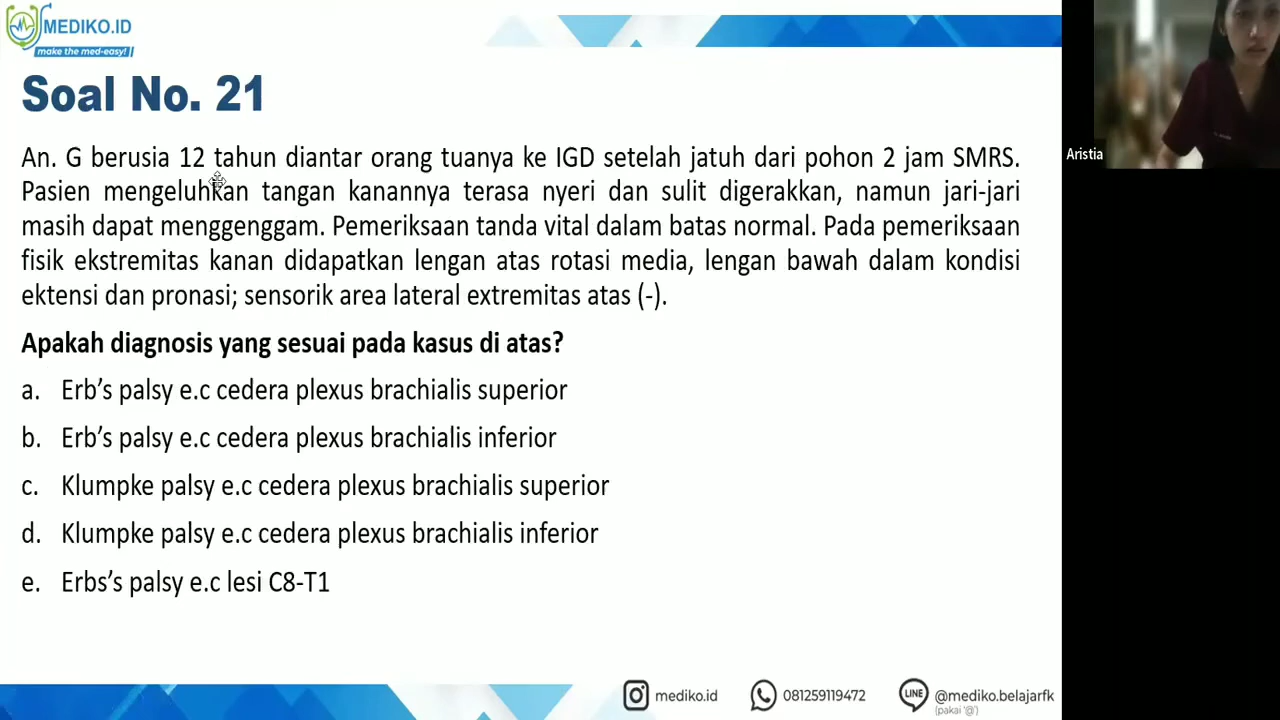 MEDIKO.ID
make the med-easy!
Soal No. 21
An. G berusia 12 tahun diantar orang tuanya ke IGD setelah jatuh dari pohon 2 jam SMRS.
Pasien mengeluhkan tangan kanannya terasa nyeri dan sulit digerakkan, namun jari-jari
masih dapat menggenggam. Pemeriksaan tanda vital dalam batas normal. Pada pemeriksaan
fisik ekstremitas kanan didapatkan lengan atas rotasi media, lengan bawah dalam kondisi
ektensi dan pronasi; sensorik area lateral extremitas atas (-).
Apakah diagnosis yang sesuai pada kasus di atas?
a. Erb’s palsy e.c cedera plexus brachialis superior
b. Erb’s palsy e.c cedera plexus brachialis inferior
c. Klumpke palsy e.c cedera plexus brachialis superior
d. Klumpke palsy e.c cedera plexus brachialis inferior
e. Erbs’s palsy e.c lesi C8-T1
Aristia
mediko.id
081259119472
LINE
@mediko.belajarfk
(pakai '@')